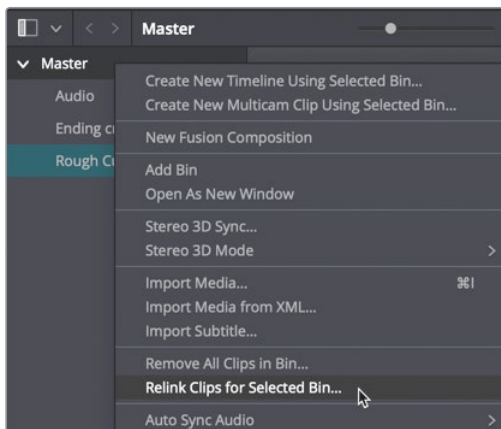 Master
Master
Audio
Ending
Rough
Create New Timeline Using Selected Bin...
Create New Multicam Clip Using Selected Bin...
New Fusion Composition
Add Bin
Open As New Window
Stereo 3D Sync...
Stereo 3D Mode
Import Media... ⌘I
Import Media from XML...
Import Subtitle...
Remove All Clips in Bin...
Relink Clips for Selected Bin...
Auto Sync Audio